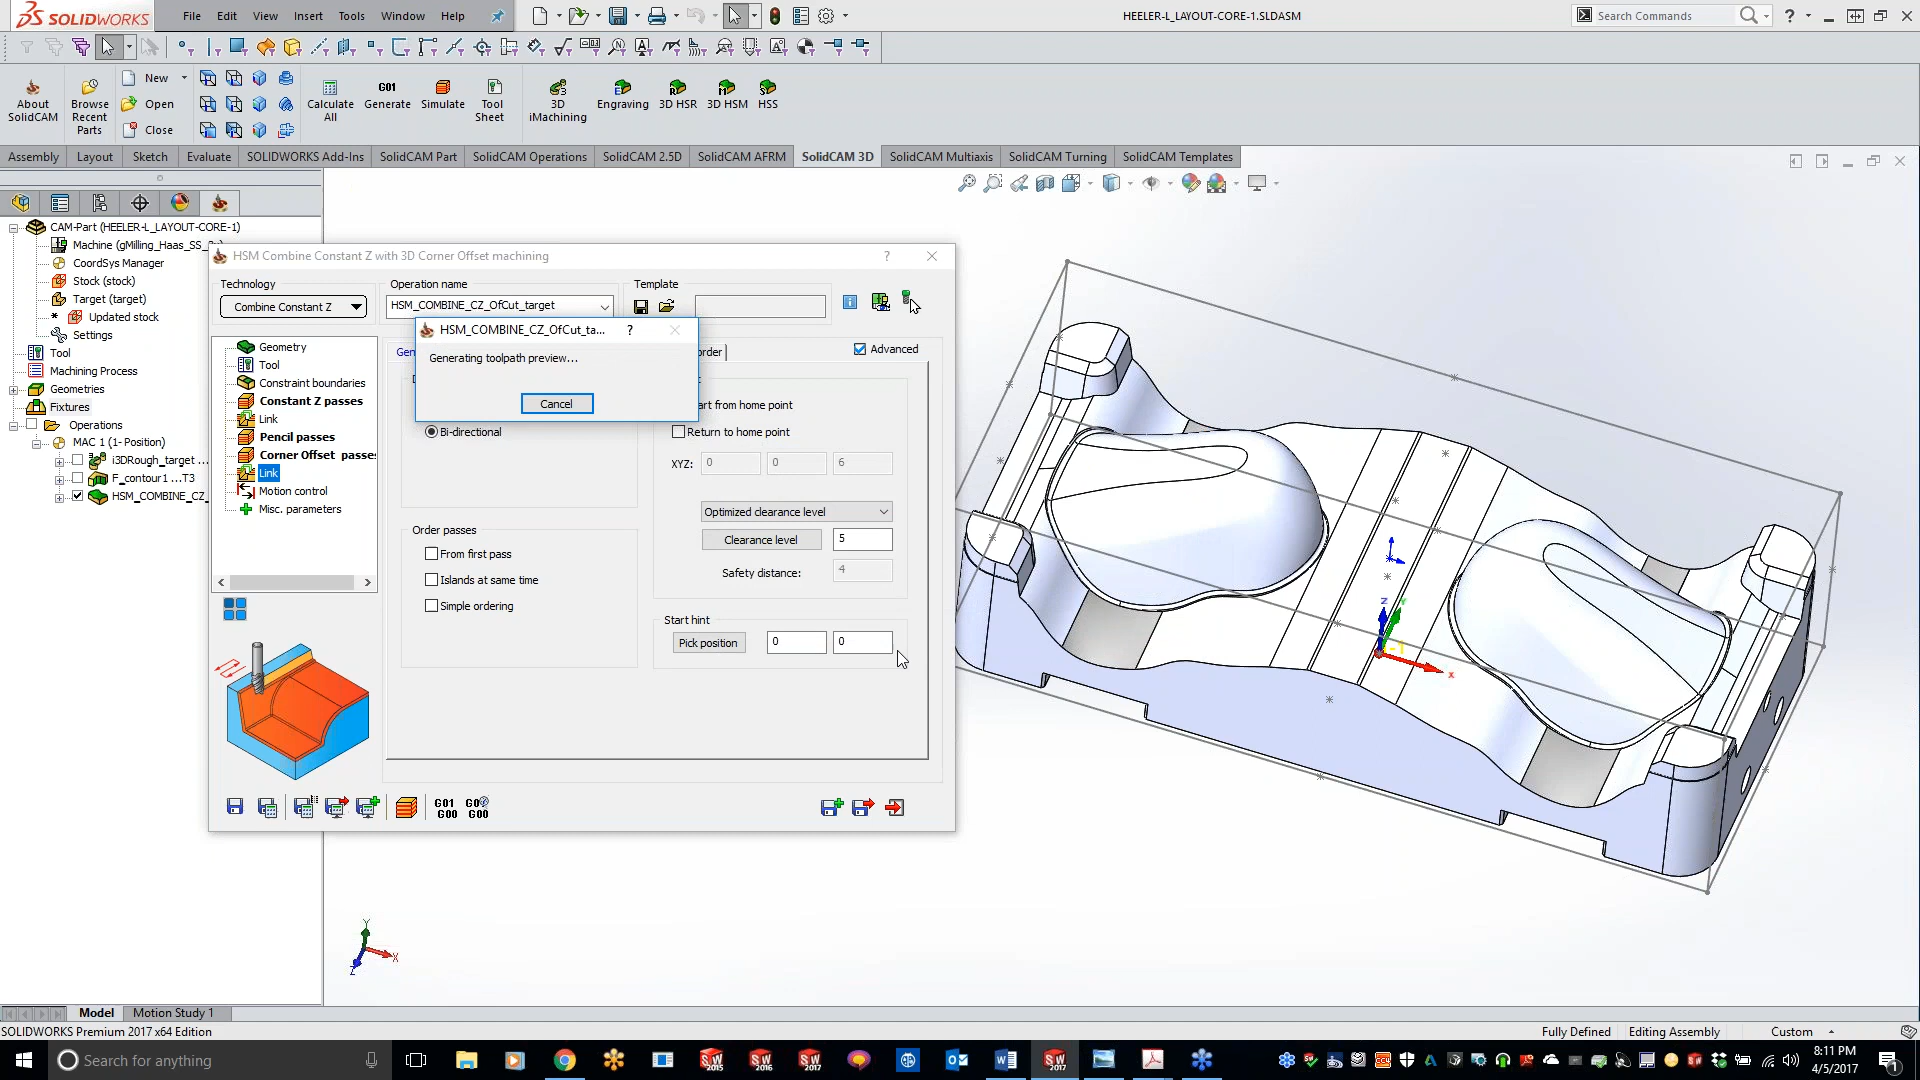 SOLIDWORKS
File Edit View Insert Tools Window Help
HEELER-L_LAYOUT-CORE-1.SLDASM
Search Commands
New
Open
Close
About SolidCAM
Browse Recent Parts
Calculate All
G01
Generate
Simulate
Tool Sheet
3D iMachining
Engraving
3D HSR
3D HSM
HSS
Assembly Layout Sketch Evaluate SOLIDWORKS Add-Ins SolidCAM Part SolidCAM Operations SolidCAM 2.5D SolidCAM AFRM SolidCAM 3D SolidCAM Multiaxis SolidCAM Turning SolidCAM Templates
CAM-Part (HEELER-L_LAYOUT-CORE-1)
Machine (gMilling_Haas_SS_
CoordSys Manager
Stock (stock)
Target (target)
* Updated stock
Settings
Tool
Machining Process
Geometries
Fixtures
Operations
MAC 1 (1- Position)
i3DRough_target ...
F_contour1 ...T3
HSM_COMBINE_CZ_
HSM Combine Constant Z with 3D Corner Offset machining
Technology
Combine Constant Z
Operation name
HSM_COMBINE_CZ_OfCut_target
Template
Geometry
Tool
Constraint boundaries
Constant Z passes
Link
Pencil passes
Corner Offset passes
Link
Motion control
Misc. parameters
HSM_COMBINE_CZ_OfCut_ta...
Generating toolpath preview...
Cancel
Advanced
Bi-directional
Return to home point
XYZ: 0 0 6
Optimized clearance level
Clearance level 5
Safety distance: 4
Order passes
From first pass
Islands at same time
Simple ordering
Start hint
Pick position 0 0
G01 G00
G00
Z
Y
X
Y
X
Z
Model Motion Study 1
SOLIDWORKS Premium 2017 x64 Edition
Fully Defined Editing Assembly Custom
Search for anything
8:11 PM
4/5/2017